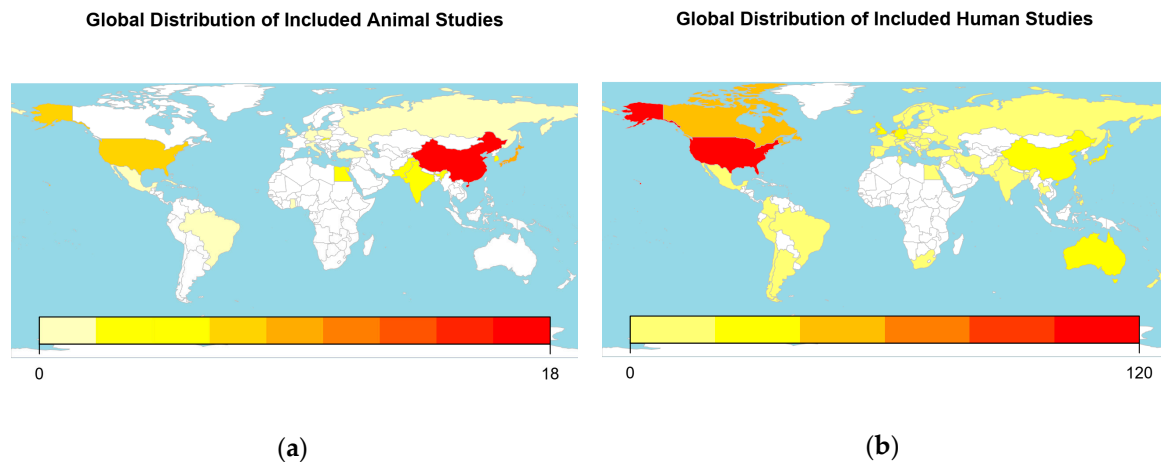 Global Distribution of Included Animal Studies
Global Distribution of Included Human Studies
0 18
0 120
(a)
(b)